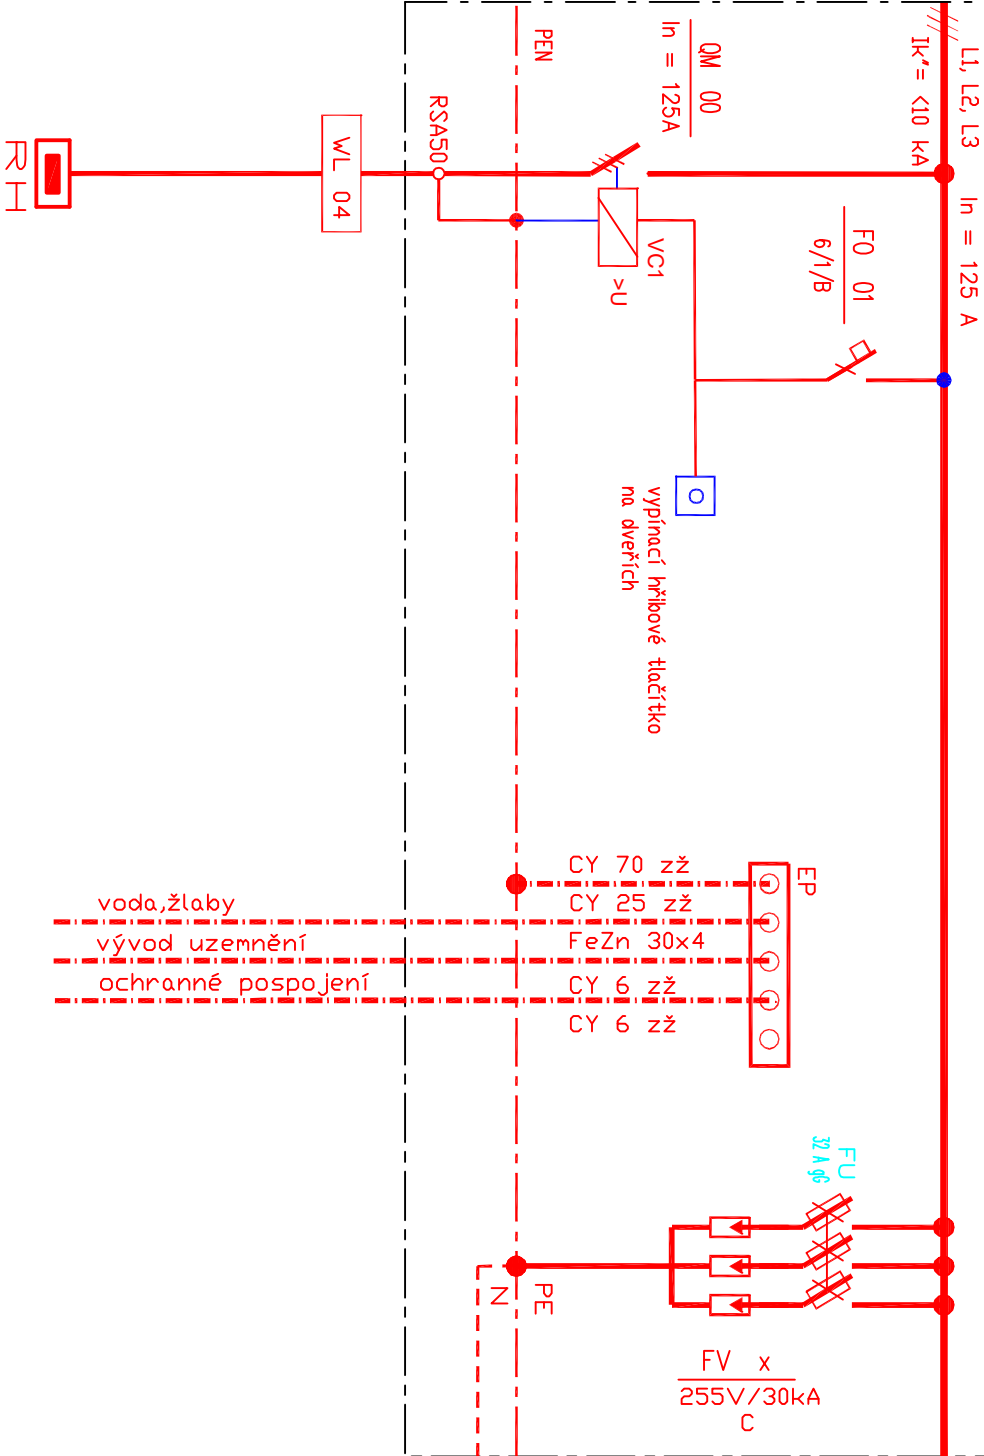 L1, L2, L3
In = 125 A
Ik"= <10 kA
FO 01
6/1/B
QM 00
In = 125A
PEN
RSA50
WL 04
RH
VC1
>U
vypínací hřibové tlačítko
na dveřích
EP
CY 70 zž
CY 25 zž
FeZn 30x4
CY 6 zž
CY 6 zž
voda,žlaby
vývod uzemnění
ochranné pospojení
FU
32 A gG
PE
N
FV x
255V/30kA
C